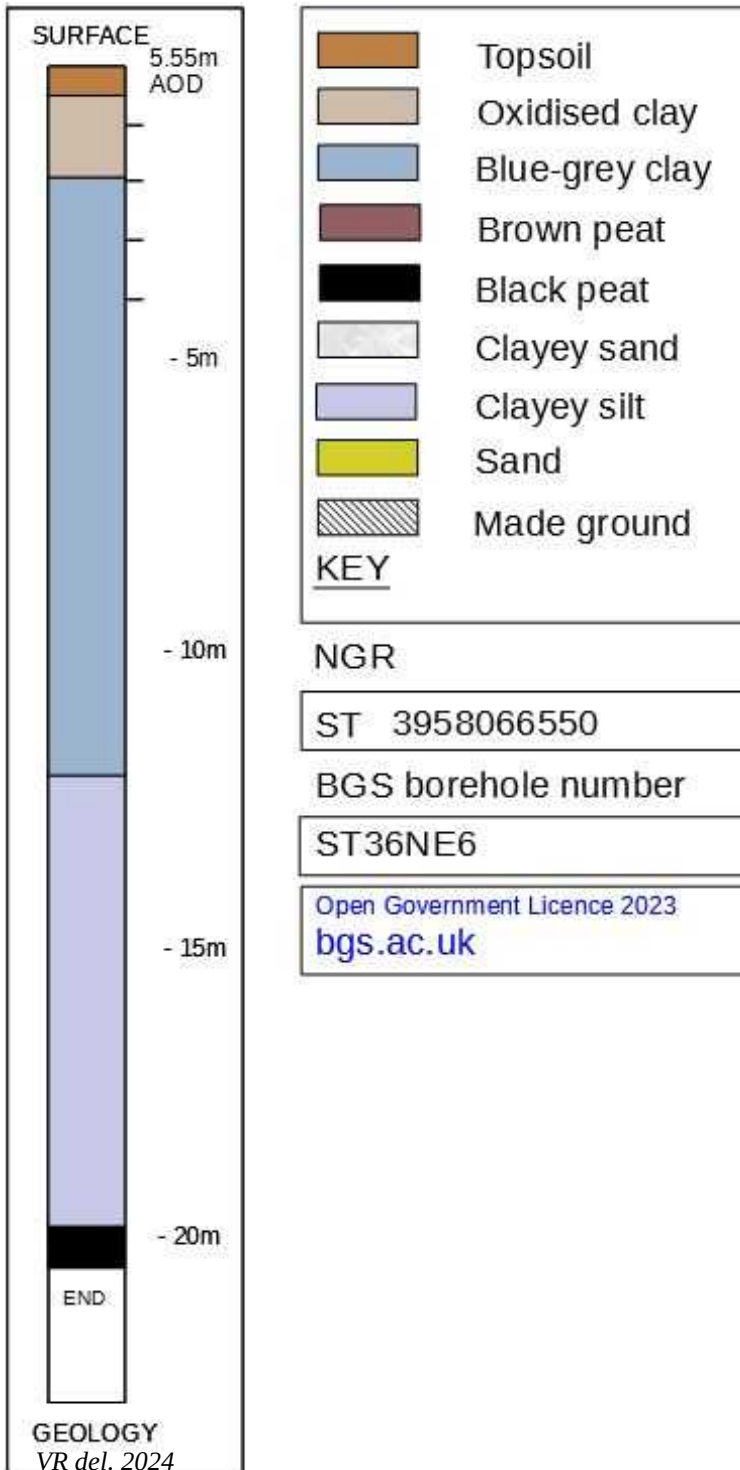 SURFACE
5.55m
AOD
- 5m
- 10m
- 15m
- 20m
END
GEOLOGY
VR del. 2024
Topsoil
Oxidised clay
Blue-grey clay
Brown peat
Black peat
Clayey sand
Clayey silt
Sand
Made ground
KEY
NGR
ST 3958066550
BGS borehole number
ST36NE6
Open Government Licence 2023
bgs.ac.uk